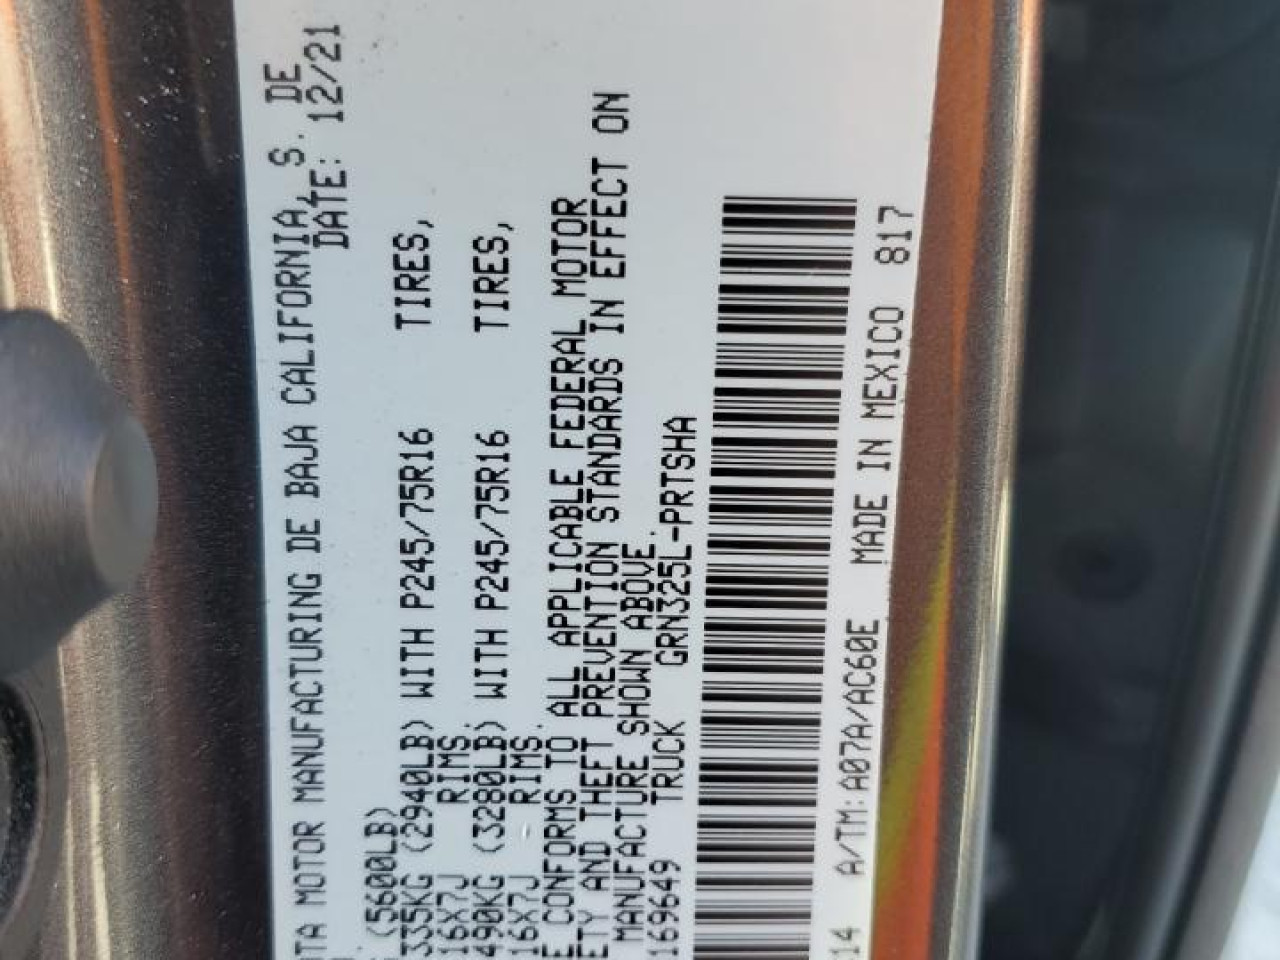 TA MOTOR MANUFACTURING DE BAJA CALIFORNIA, S. DE
DATE: 12/21
(5600LB)
335KG (2940LB) WITH P245/75R16 TIRES,
16X7J RIMS
490KG (3280LB) WITH P245/75R16 TIRES,
16X7J RIMS.
E CONFORMS TO ALL APPLICABLE FEDERAL MOTOR
ETY AND THEFT PREVENTION STANDARDS IN EFFECT ON
MANUFACTURE SHOWN ABOVE.
169649 TRUCK GRN325L-PRTSHA
14 A/TM:A07A/AC60E MADE IN MEXICO 817